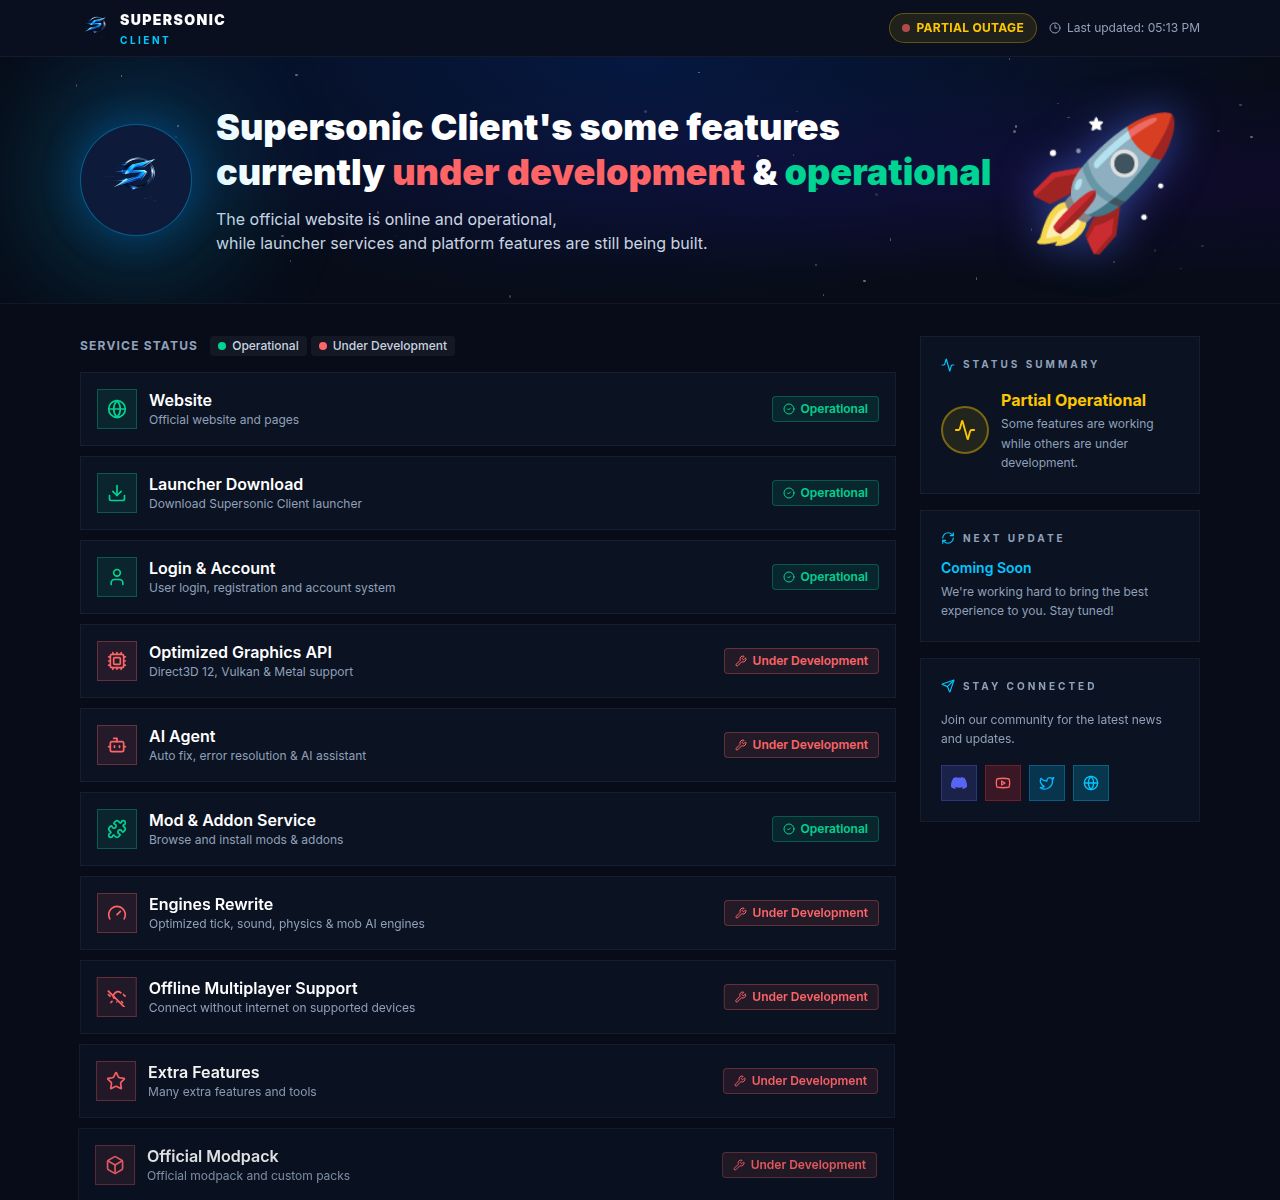 SUPERSONIC
CLIENT
PARTIAL OUTAGE
Last updated: 05:13 PM
Supersonic Client's some features
currently under development & operational
The official website is online and operational,
while launcher services and platform features are still being built.
SERVICE STATUS
Operational
Under Development
Website
Official website and pages
Operational
Launcher Download
Download Supersonic Client launcher
Operational
Login & Account
User login, registration and account system
Operational
Optimized Graphics API
Direct3D 12, Vulkan & Metal support
Under Development
AI Agent
Auto fix, error resolution & AI assistant
Under Development
Mod & Addon Service
Browse and install mods & addons
Operational
Engines Rewrite
Optimized tick, sound, physics & mob AI engines
Under Development
Offline Multiplayer Support
Connect without internet on supported devices
Under Development
Extra Features
Many extra features and tools
Under Development
Official Modpack
Official modpack and custom packs
Under Development
STATUS SUMMARY
Partial Operational
Some features are working
while others are under
development.
NEXT UPDATE
Coming Soon
We're working hard to bring the best
experience to you. Stay tuned!
STAY CONNECTED
Join our community for the latest news
and updates.